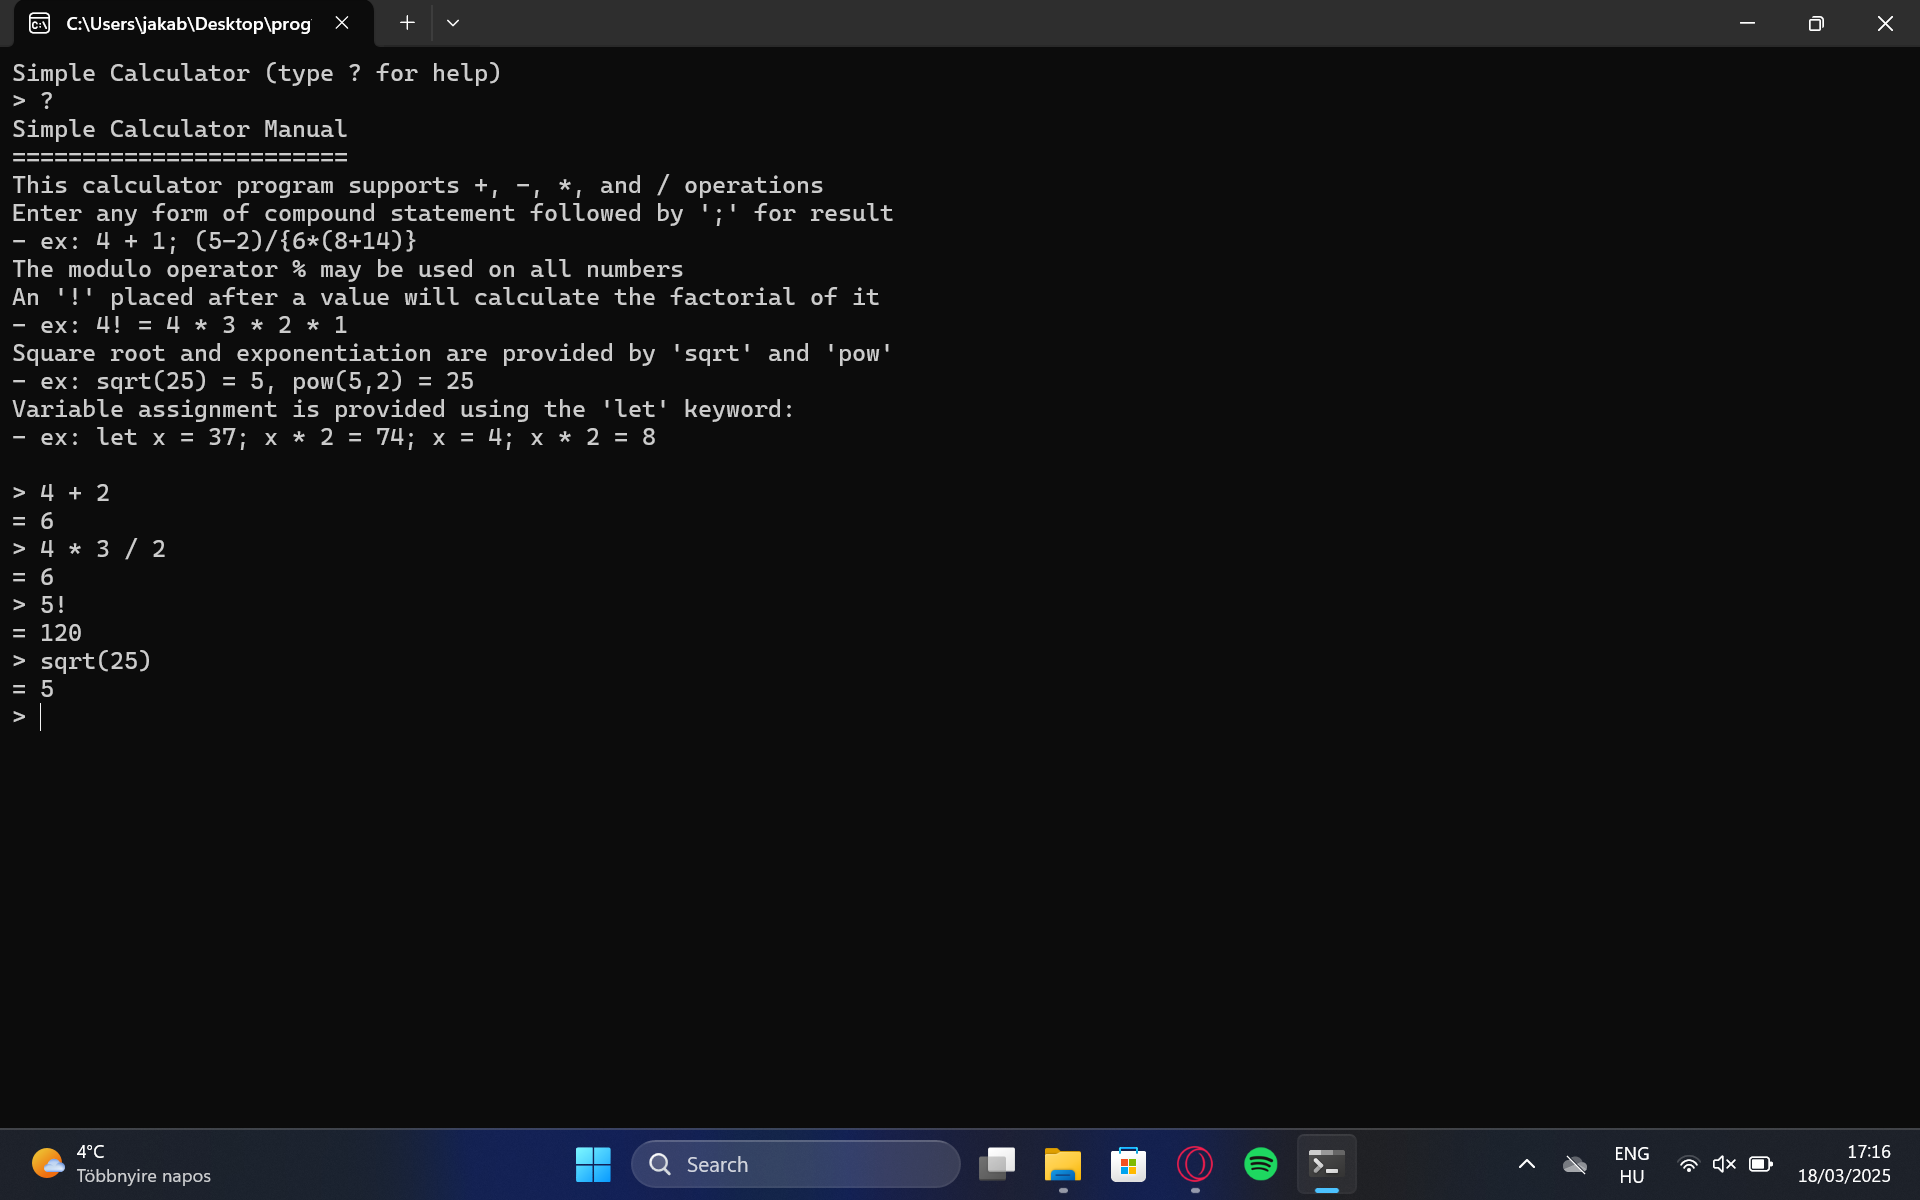 C:\Users\jakab\Desktop\prog
Simple Calculator (type ? for help)
> ?
Simple Calculator Manual
========================
This calculator program supports +, -, *, and / operations
Enter any form of compound statement followed by ';' for result
- ex: 4 + 1; (5-2)/{6*(8+14)}
The modulo operator % may be used on all numbers
An '!' placed after a value will calculate the factorial of it
- ex: 4! = 4 * 3 * 2 * 1
Square root and exponentiation are provided by 'sqrt' and 'pow'
- ex: sqrt(25) = 5, pow(5,2) = 25
Variable assignment is provided using the 'let' keyword:
- ex: let x = 37; x * 2 = 74; x = 4; x * 2 = 8
> 4 + 2
= 6
> 4 * 3 / 2
= 6
> 5!
= 120
> sqrt(25)
= 5
>
4°C
Többnyire napos
Search
ENG
HU
17:16
18/03/2025